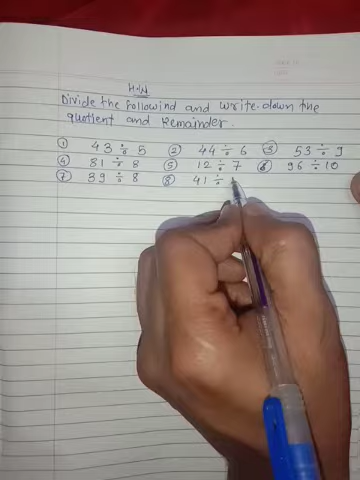 H.W
Divide the followind and write down the
quotient and Remainder.
① 43 ÷ 5 ② 44 ÷ 6 ③ 53 ÷ 9
④ 81 ÷ 8 ⑤ 12 ÷ 7 ⑥ 96 ÷ 10
⑦ 39 ÷ 8 ⑧ 41 ÷